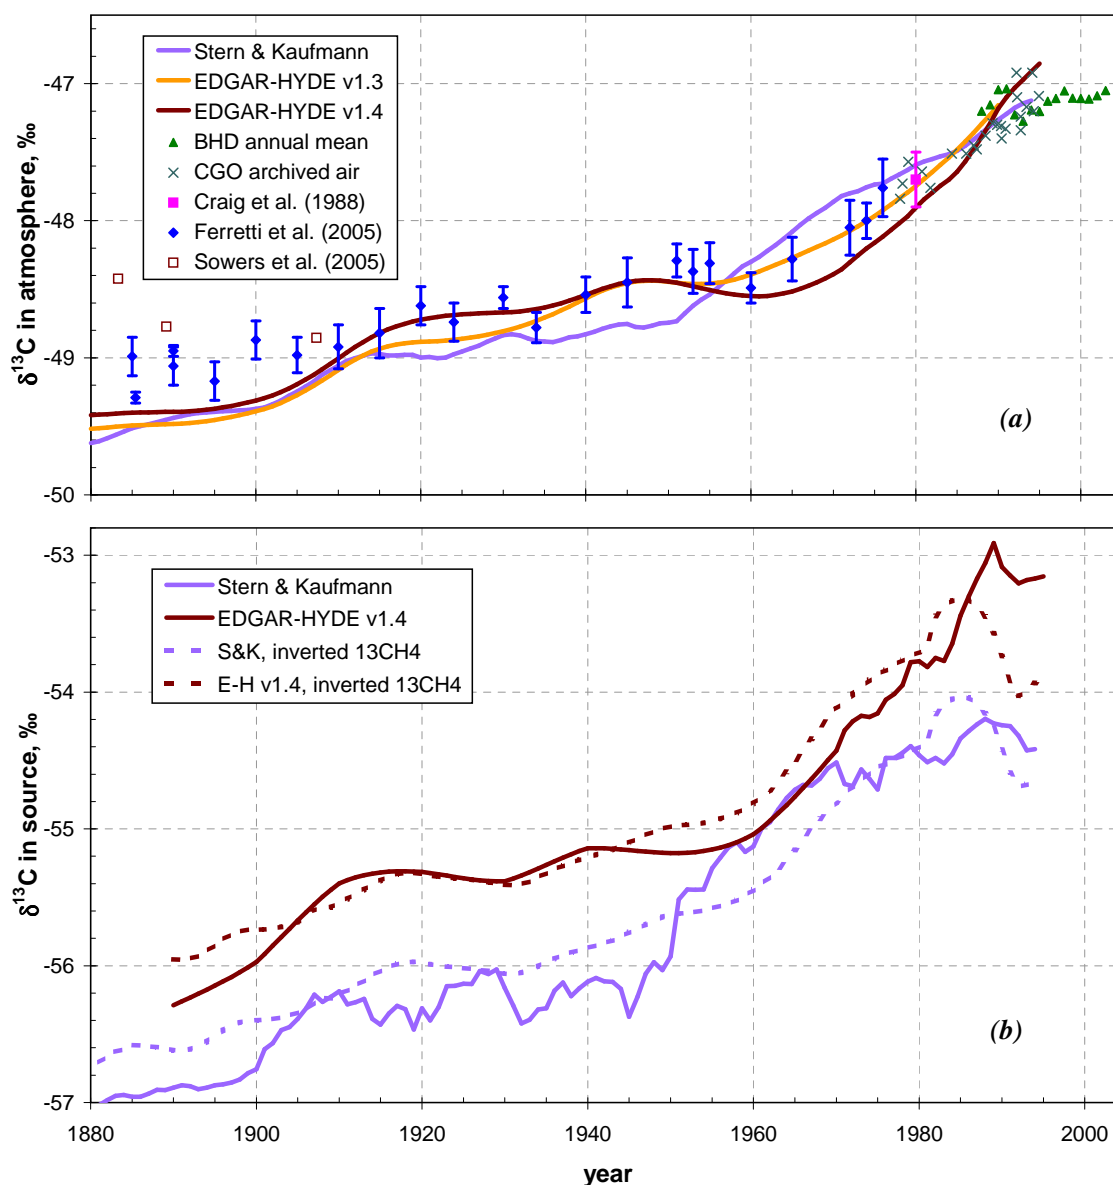 -47
-48
-49
-50
δ13C in atmosphere, ‰
Stern & Kaufmann
EDGAR-HYDE v1.3
EDGAR-HYDE v1.4
BHD annual mean
CGO archived air
Craig et al. (1988)
Ferretti et al. (2005)
Sowers et al. (2005)
(a)
-53
-54
-55
-56
-57
δ13C in source, ‰
Stern & Kaufmann
EDGAR-HYDE v1.4
S&K, inverted 13CH4
E-H v1.4, inverted 13CH4
(b)
1880 1900 1920 1940 1960 1980 2000
year